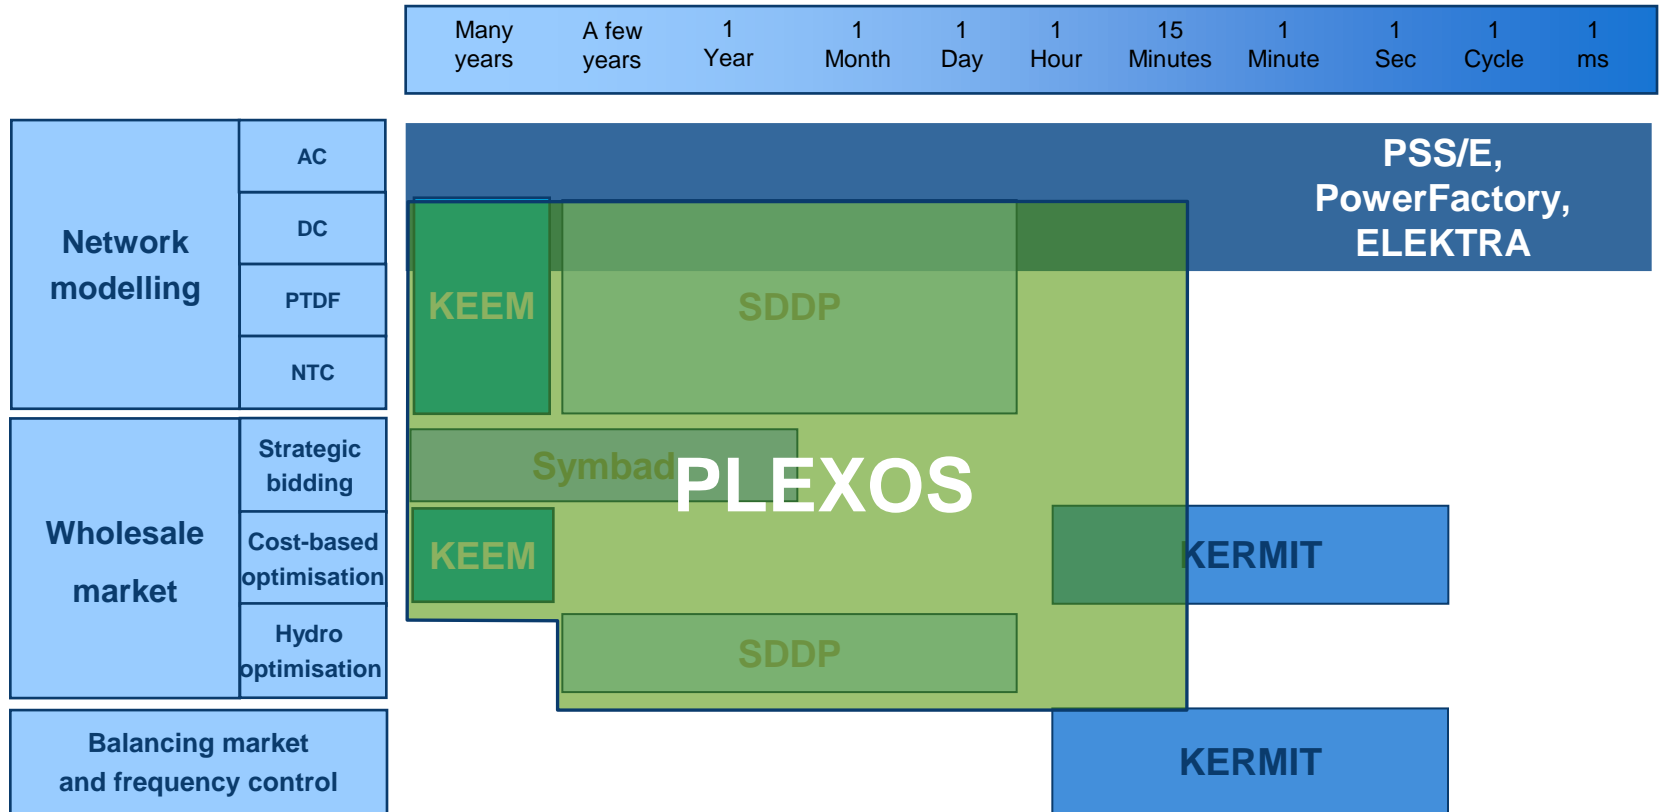 Many
years
A few
years
1
Year
1
Month
1
Day
1
Hour
15
Minutes
1
Minute
1
Sec
1
Cycle
1
ms
Network
modelling
AC
DC
PTDF
NTC
PSS/E,
PowerFactory,
ELEKTRA
KEEM
SDDP
Wholesale
market
Strategic
bidding
Cost-based
optimisation
Hydro
optimisation
Symbad
PLEXOS
KEEM
KERMIT
SDDP
Balancing market
and frequency control
KERMIT